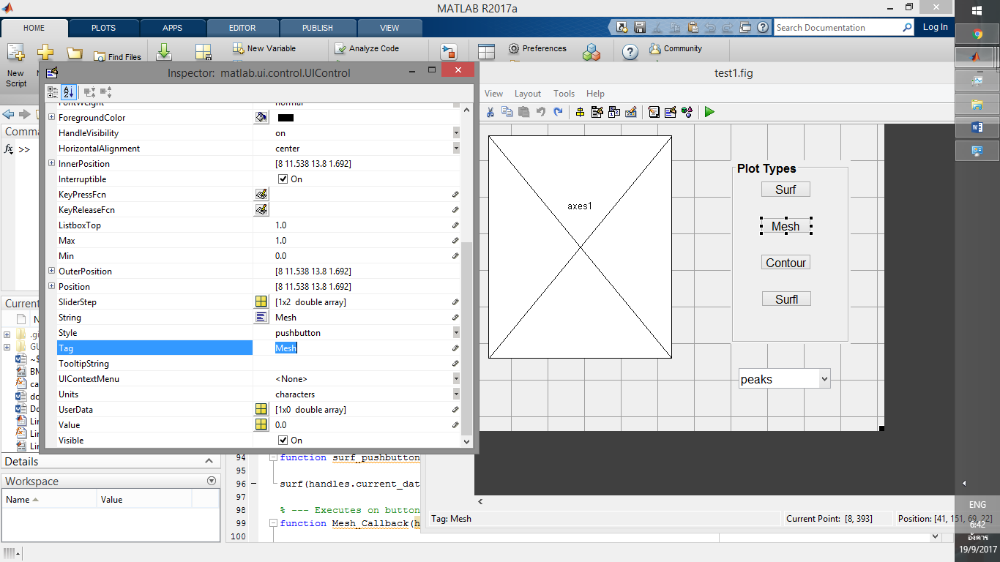 MATLAB R2017a
HOME PLOTS APPS EDITOR PUBLISH VIEW
Search Documentation
Log In
New Script
Find Files
New Variable
Analyze Code
Preferences
Community
Inspector: matlab.ui.control.UIControl
test1.fig
View Layout Tools Help
FontWeight normal
ForegroundColor
HandleVisibility on
HorizontalAlignment center
InnerPosition [8 11.538 13.8 1.692]
Interruptible On
KeyPressFcn
KeyReleaseFcn
ListboxTop 1.0
Max 1.0
Min 0.0
OuterPosition [8 11.538 13.8 1.692]
Position [8 11.538 13.8 1.692]
SliderStep [1x2 double array]
String Mesh
Style pushbutton
Tag Mesh
TooltipString
UIContextMenu <None>
Units characters
UserData [1x0 double array]
Value 0.0
Visible On
Comma
fx >>
Current
N
.gi
GU
~$
BM
ca
do
Do
Lin
Lin
Lin
Details
Workspace
Name Value
axes1
Plot Types
Surf
Mesh
Contour
Surfl
peaks
94 function surf_pushbutton
95
96 surf(handles.current_dat
97
98 % --- Executes on button
99 function Mesh_Callback(h
100
Tag: Mesh
Current Point: [8, 393]
Position: [41, 151, 69, 22]
ENG
6:42
อังคาร
19/9/2017